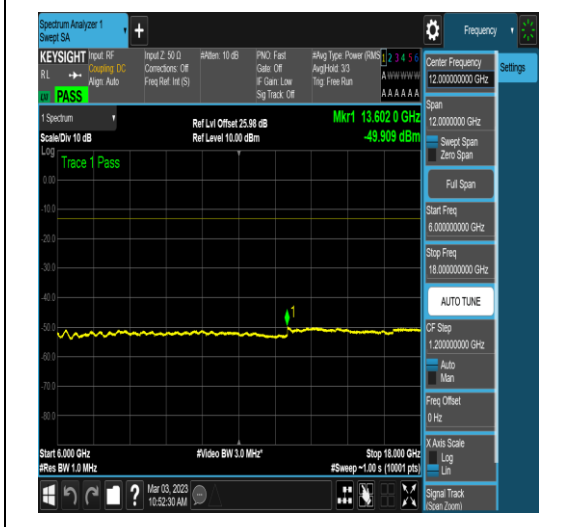 Spectrum Analyzer 1
Swept SA
Frequency
KEYSIGHT
RL
PASS
Input: RF
Coupling: DC
Align: Auto
Input Z: 50 Ω
Corrections: Off
Freq Ref: Int (S)
#Atten: 10 dB
PNO: Fast
Gate: Off
IF Gain: Low
Sig Track: Off
#Avg Type: Power (RMS)
Avg|Hold: 3/3
Trig: Free Run
1 2 3 4 5 6
A W W W W W
A A A A A A
1 Spectrum
Scale/Div 10 dB
Ref Lvl Offset 25.98 dB
Ref Level 10.00 dBm
Mkr1 13.602 0 GHz
-49.909 dBm
Log
Trace 1 Pass
0.00
-10.0
-20.0
-30.0
-40.0
-50.0
-60.0
-70.0
-80.0
1
Start 6.000 GHz
#Res BW 1.0 MHz
#Video BW 3.0 MHz*
Stop 18.000 GHz
#Sweep ~1.00 s (10001 pts)
Mar 03, 2023
10:52:30 AM
Center Frequency
12.000000000 GHz
Span
12.0000000 GHz
Swept Span
Zero Span
Full Span
Start Freq
6.000000000 GHz
Stop Freq
18.000000000 GHz
AUTO TUNE
CF Step
1.200000000 GHz
Auto
Man
Freq Offset
0 Hz
X Axis Scale
Log
Lin
Signal Track
(Span Zoom)
Settings